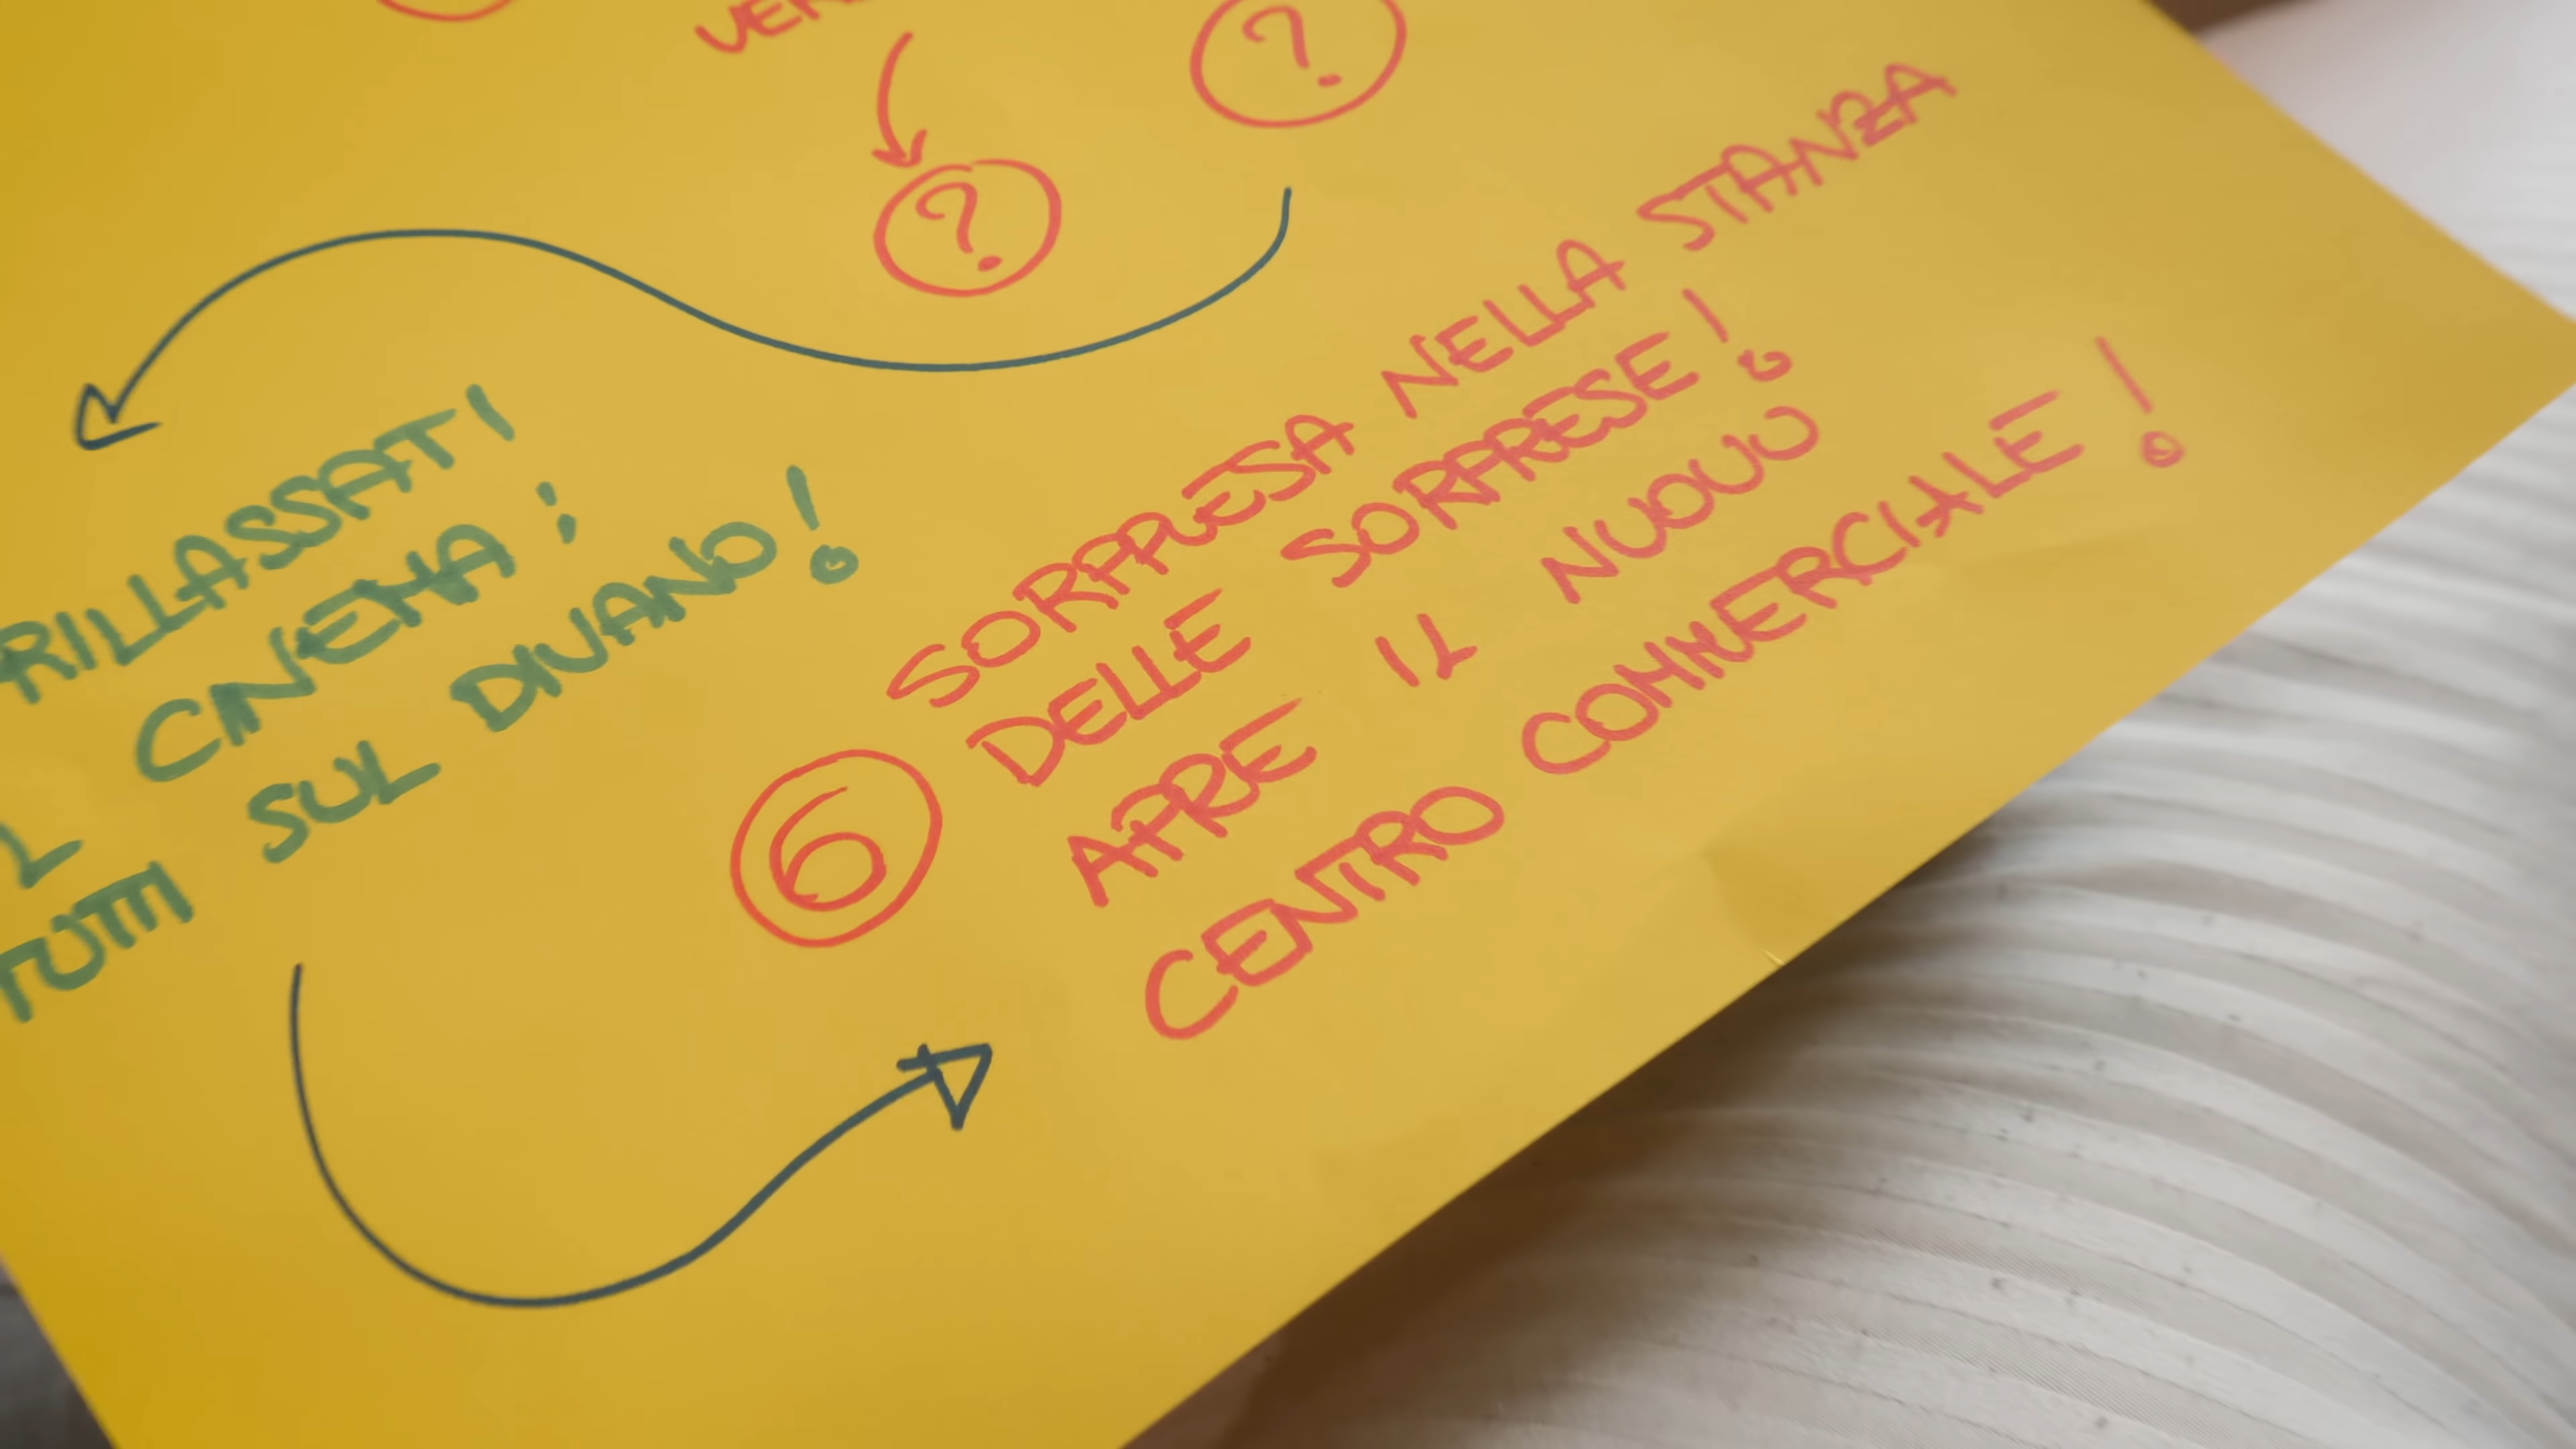 ?
?
RILLASSATI
CINEMA :
TUTTI SUL DIVANO!
6
SORPRESA NELLA STANZA
DELLE SORPRESE!
APRE IL NUOVO
CENTRO COMMERCIALE!